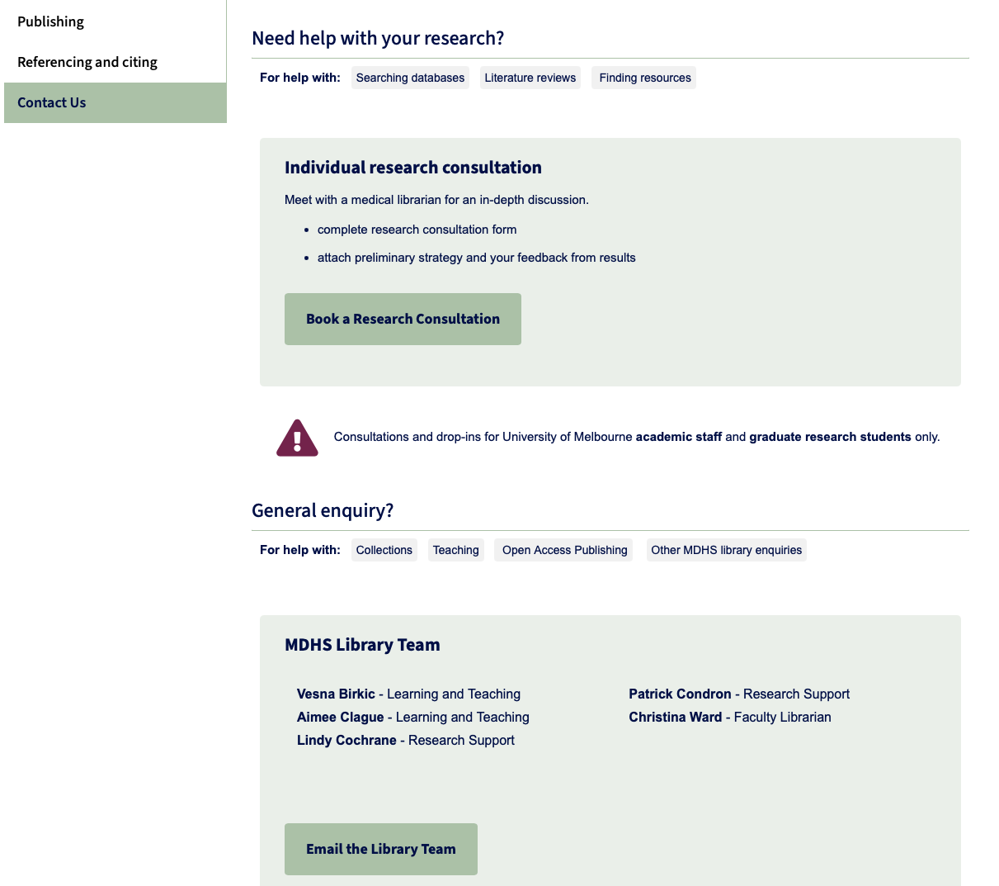 Publishing
Referencing and citing
Contact Us
Need help with your research?
For help with: Searching databases Literature reviews Finding resources
Individual research consultation
Meet with a medical librarian for an in-depth discussion.
• complete research consultation form
• attach preliminary strategy and your feedback from results
Book a Research Consultation
Consultations and drop-ins for University of Melbourne academic staff and graduate research students only.
General enquiry?
For help with: Collections Teaching Open Access Publishing Other MDHS library enquiries
MDHS Library Team
Vesna Birkic - Learning and Teaching
Aimee Clague - Learning and Teaching
Lindy Cochrane - Research Support
Patrick Condron - Research Support
Christina Ward - Faculty Librarian
Email the Library Team